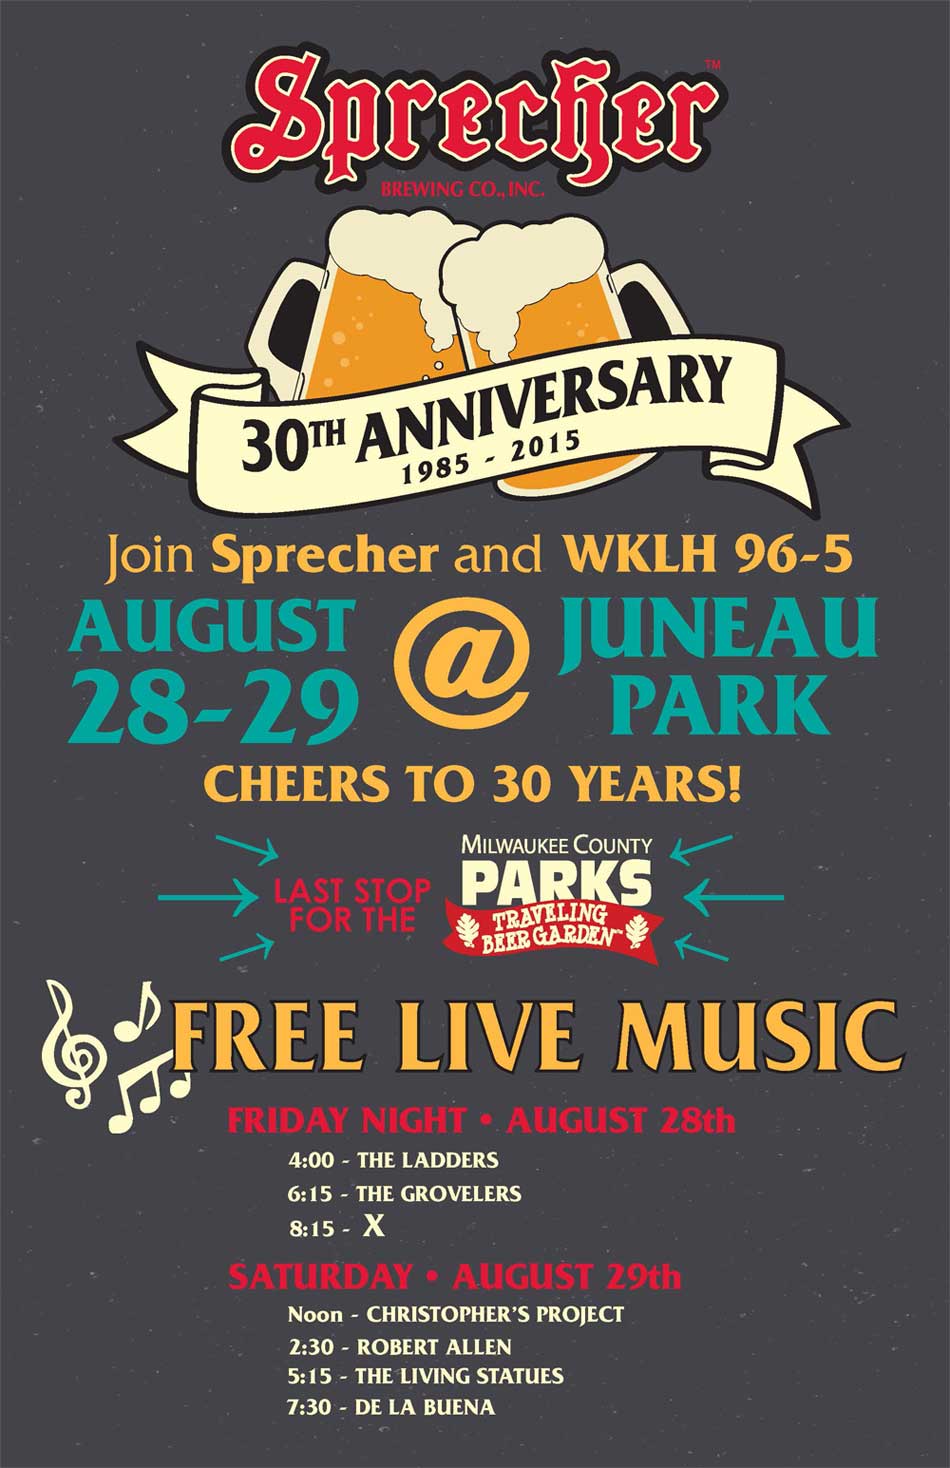 Sprecher™
BREWING CO., INC.
30TH ANNIVERSARY
1985 - 2015
Join Sprecher and WKLH 96-5
AUGUST
28-29
@
JUNEAU
PARK
CHEERS TO 30 YEARS!
LAST STOP
FOR THE
MILWAUKEE COUNTY
PARKS
TRAVELING
BEER GARDEN™
FREE LIVE MUSIC
FRIDAY NIGHT • AUGUST 28th
4:00 - THE LADDERS
6:15 - THE GROVELERS
8:15 - X
SATURDAY • AUGUST 29th
Noon - CHRISTOPHER'S PROJECT
2:30 - ROBERT ALLEN
5:15 - THE LIVING STATUES
7:30 - DE LA BUENA